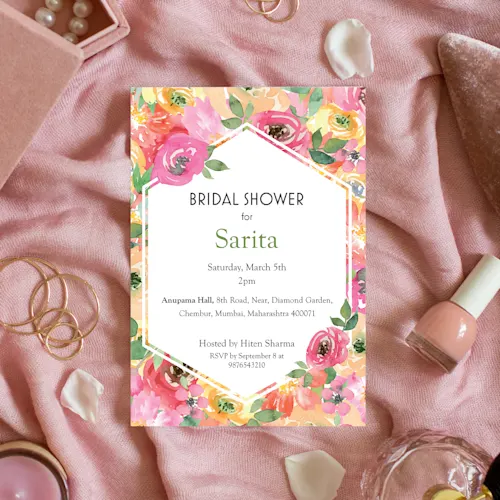 BRIDAL SHOWER
for
Sarita
Saturday, March 5th
2pm
Anupama Hall, 8th Road, Near, Diamond Garden,
Chembur, Mumbai, Maharashtra 400071
Hosted by Hiten Sharma
RSVP by September 8 at
9876543210